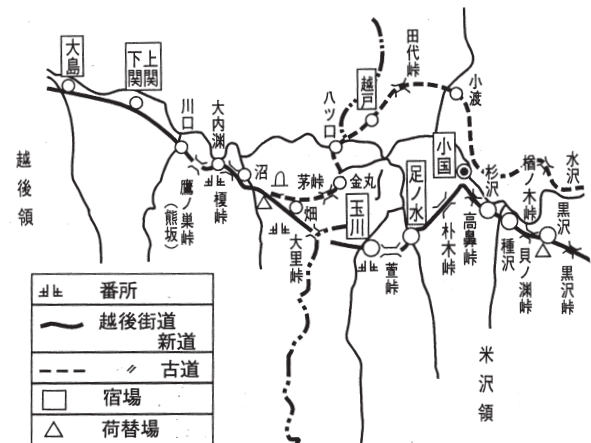 大島
下関
上関
川口
大内淵
鷹ノ巣峠
(熊坂)
榎峠
沼
畑
茅峠
金丸
八ツ口
越戸
田代峠
小渡
小国
杉沢
楢ノ木峠
水沢
黒沢
玉川
大里峠
萱峠
足ノ水
朴木峠
高鼻峠
種沢
貝ノ淵峠
黒沢峠
越後領
米沢領
番所
越後街道
新道
〃 古道
宿場
荷替場